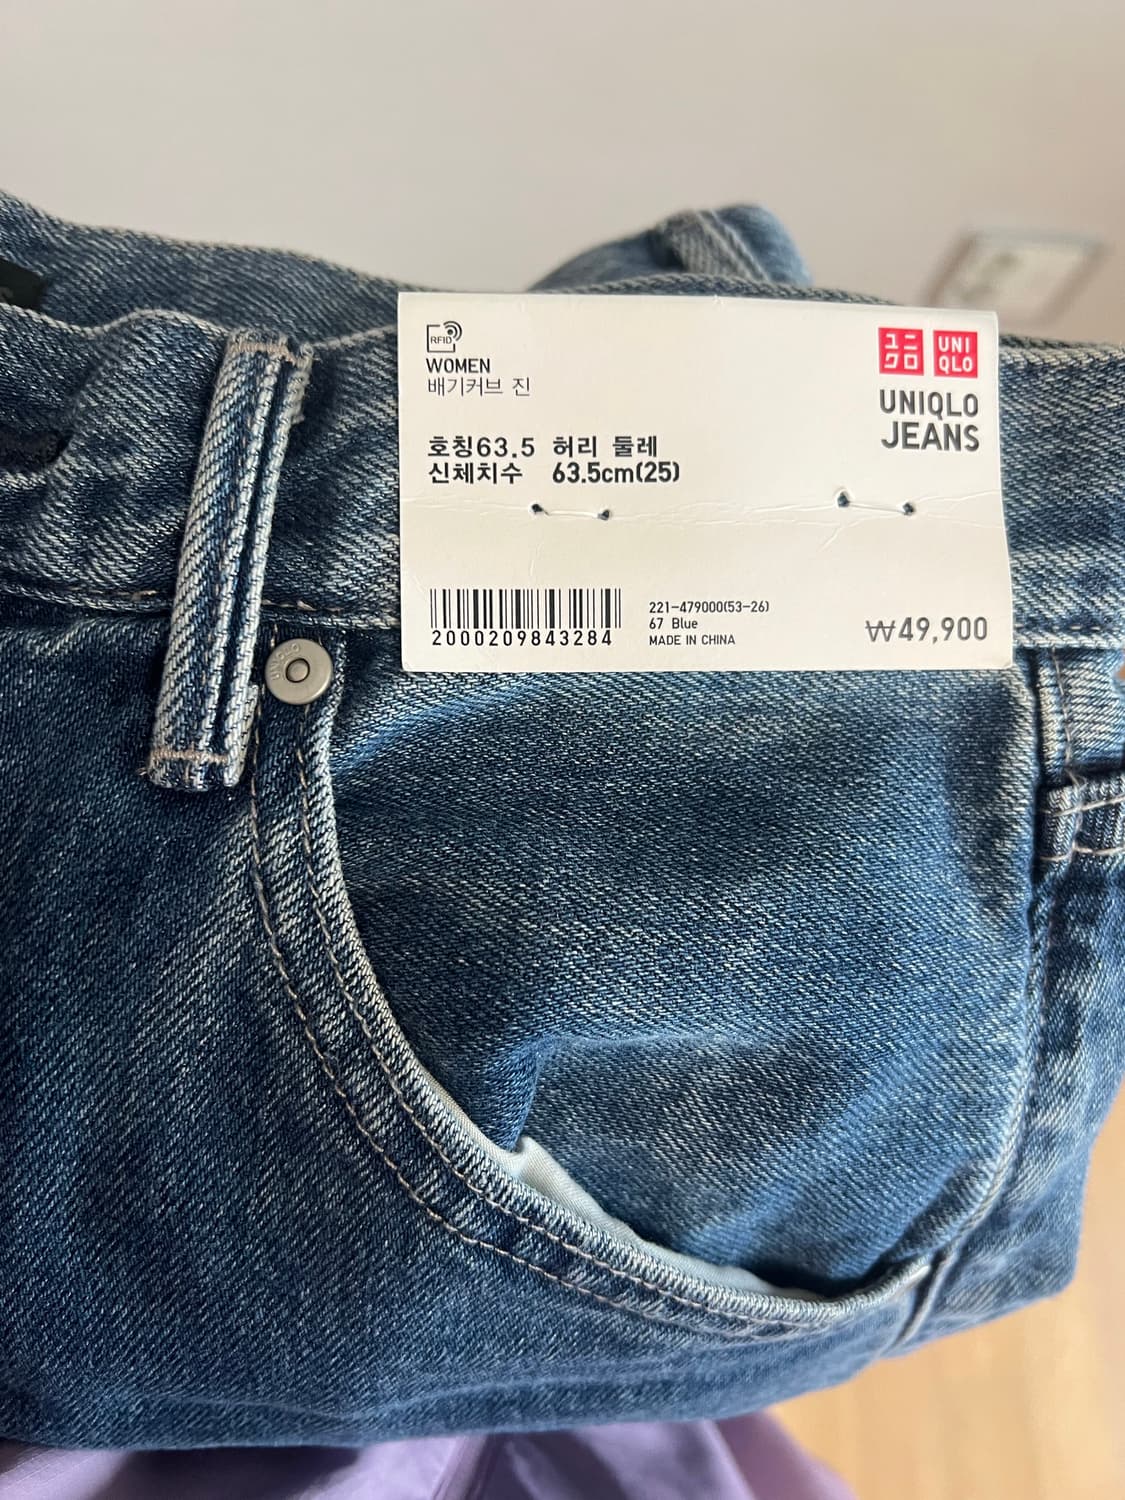 RFID
WOMEN
배기커브 진
ユニ
クロ
UNI
QLO
UNIQLO
JEANS
호칭63.5 허리 둘레
신체치수 63.5cm(25)
2000209843284
221-479000(53-26)
67 Blue
MADE IN CHINA
₩49,900
UNIQLO